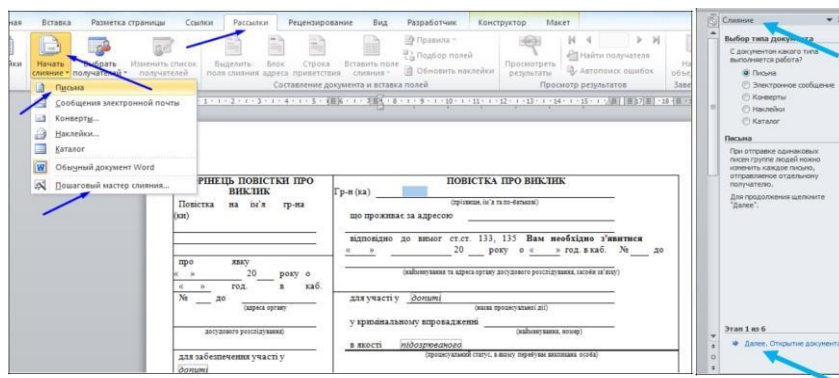 ная Вставка Разметка страницы Ссылки Рассылки Рецензирование Вид Разработчик Конструктор Макет
Начать слияние
Выбрать получателей
Изменить список получателей
Выделить поля слияния
Блок адреса
Строка приветствия
Вставить поле слияния
Правила
Подбор полей
Обновить наклейки
Просмотреть результаты
Найти получателя
Автопоиск ошибок
Составление документа и вставка полей
Просмотр результатов
Письма
Сообщения электронной почты
Конверты...
Наклейки...
Каталог
Обычный документ Word
Пошаговый мастер слияния...
РІНЕЦЬ ПОВІСТКИ ПРО
ВИКЛИК
Повістка на ім'я гр-на
(ки)
про явку
« » 20 року о
« » год. в каб.
№ до
(адреса органу
досудового розслідування)
для забезпечення участі у
допиті
ПОВІСТКА ПРО ВИКЛИК
Гр-н (ка)
(прізвище, ім'я та по-батькові)
що проживає за адресою
відповідно до вимог ст.ст. 133, 135 Вам необхідно з'явитися
« » 20 року о « » год. в каб. № до
(найменування та адреса органу досудового розслідування, засоби зв'язку)
для участі у допиті
(назва процесуальної дії)
у кримінальному впровадженні
(найменування, номер)
в якості підозрюваного
(процесуальний статус, в якому перебуває викликана особа)
Слияние
Выбор типа документа
С документом какого типа
выполняется работа?
Письма
Электронное сообщение
Конверты
Наклейки
Каталог
Письма
При отправке одинаковых
писем группе людей можно
изменить каждое письмо,
отправляемое отдельному
получателю.
Для продолжения щелкните
"Далее".
Этап 1 из 6
Далее. Открытие документа